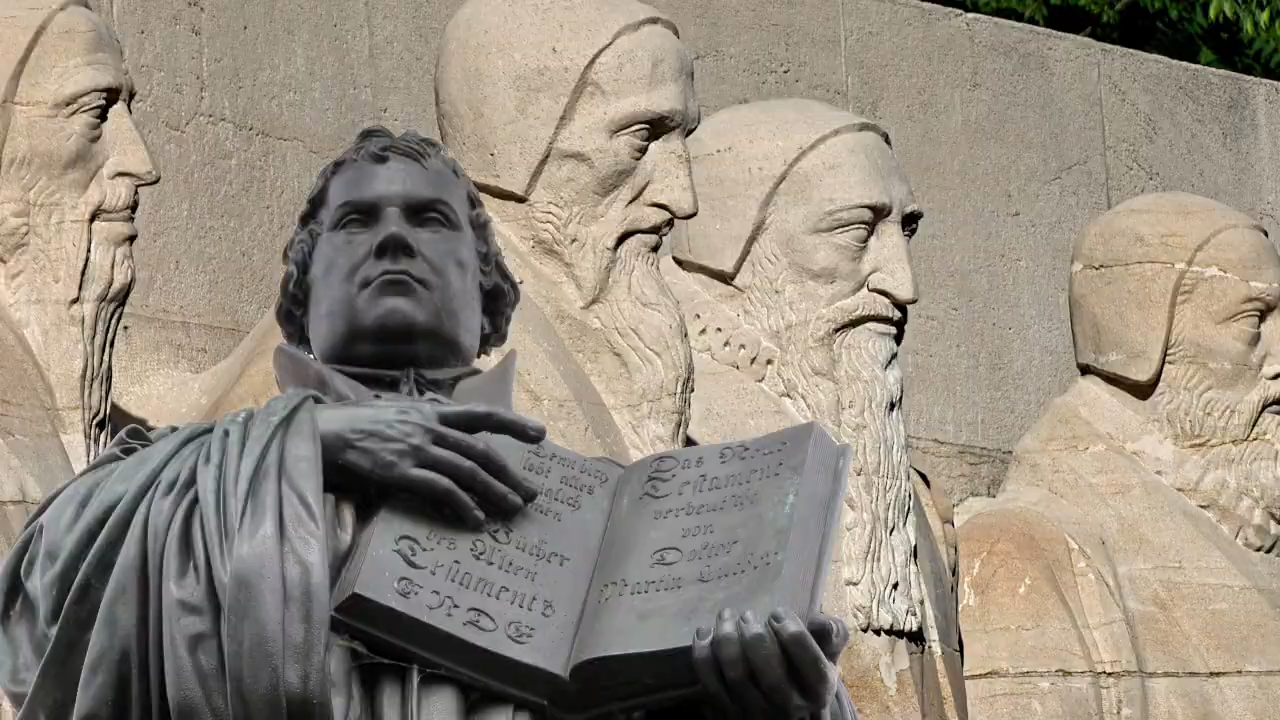 Bücher
des Alten
Testaments
ENDE
Das Neue
Testament
verdeutscht
von
Doktor
Martin Luther